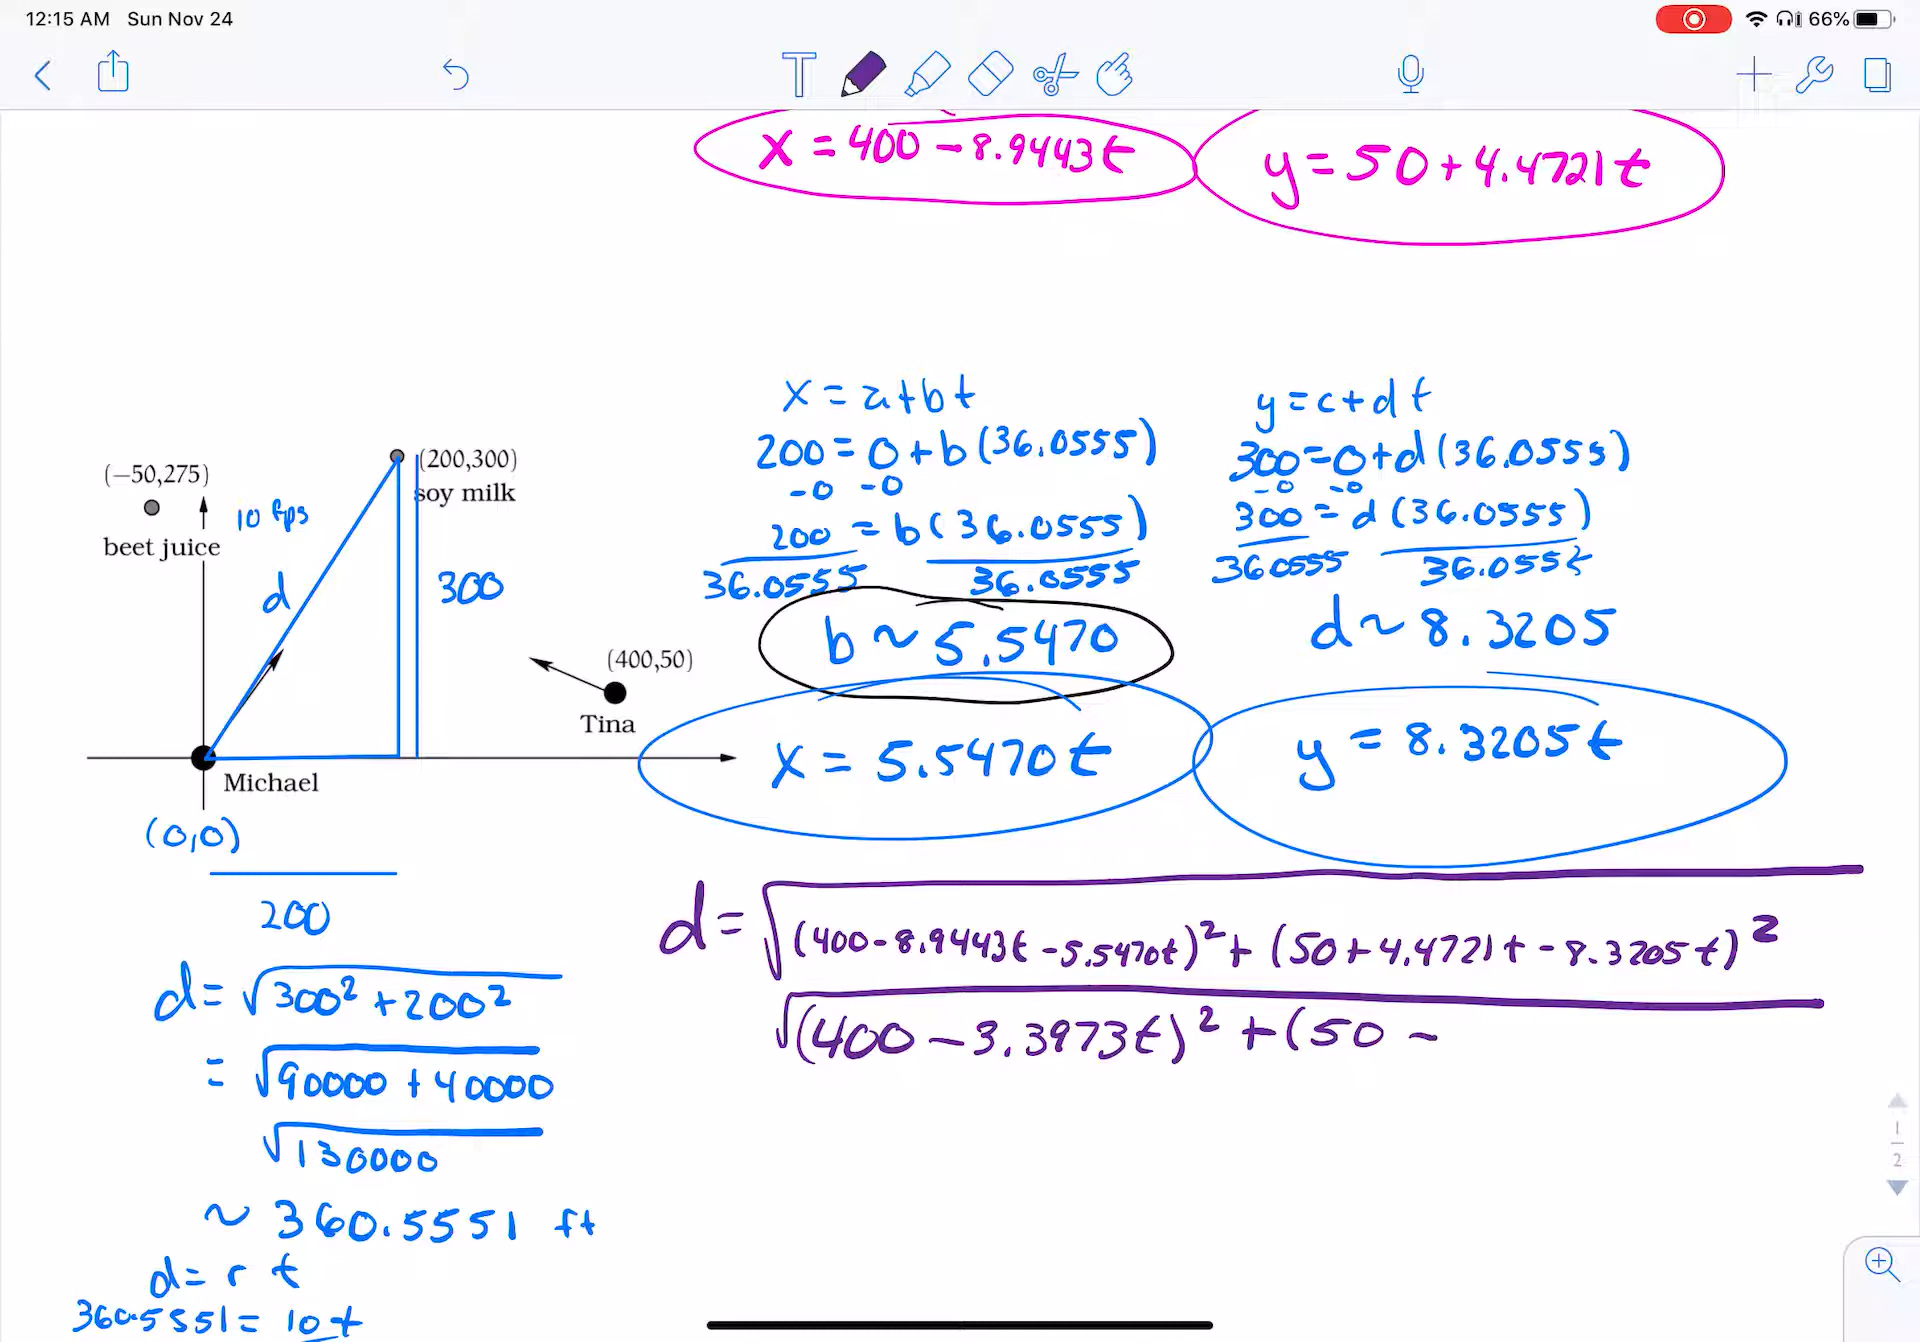 12:15 AM Sun Nov 24
66%
x = 400 - 8.9443t
y = 50 + 4.4721t
x = a + bt
200 = 0 + b(36.0555)
-0 -0
200 = b(36.0555)
36.0555 36.0555
b ~ 5.5470
x = 5.5470t
y = c + dt
300 = 0 + d(36.0555)
-0 -0
300 = d(36.0555)
36.0555 36.0555
d ~ 8.3205
y = 8.3205t
(−50,275)
beet juice
10 fps
d
(200,300)
soy milk
300
(400,50)
Tina
Michael
(0,0)
200
d = √300² + 200²
= √90000 + 40000
√130000
~ 360.5551 ft
d = r t
360.5551 = 10t
d = √(400 - 8.9443t - 5.5470t)² + (50 + 4.4721t - 8.3205t)²
√(400 - 3.3973t)² + (50 -
1
2